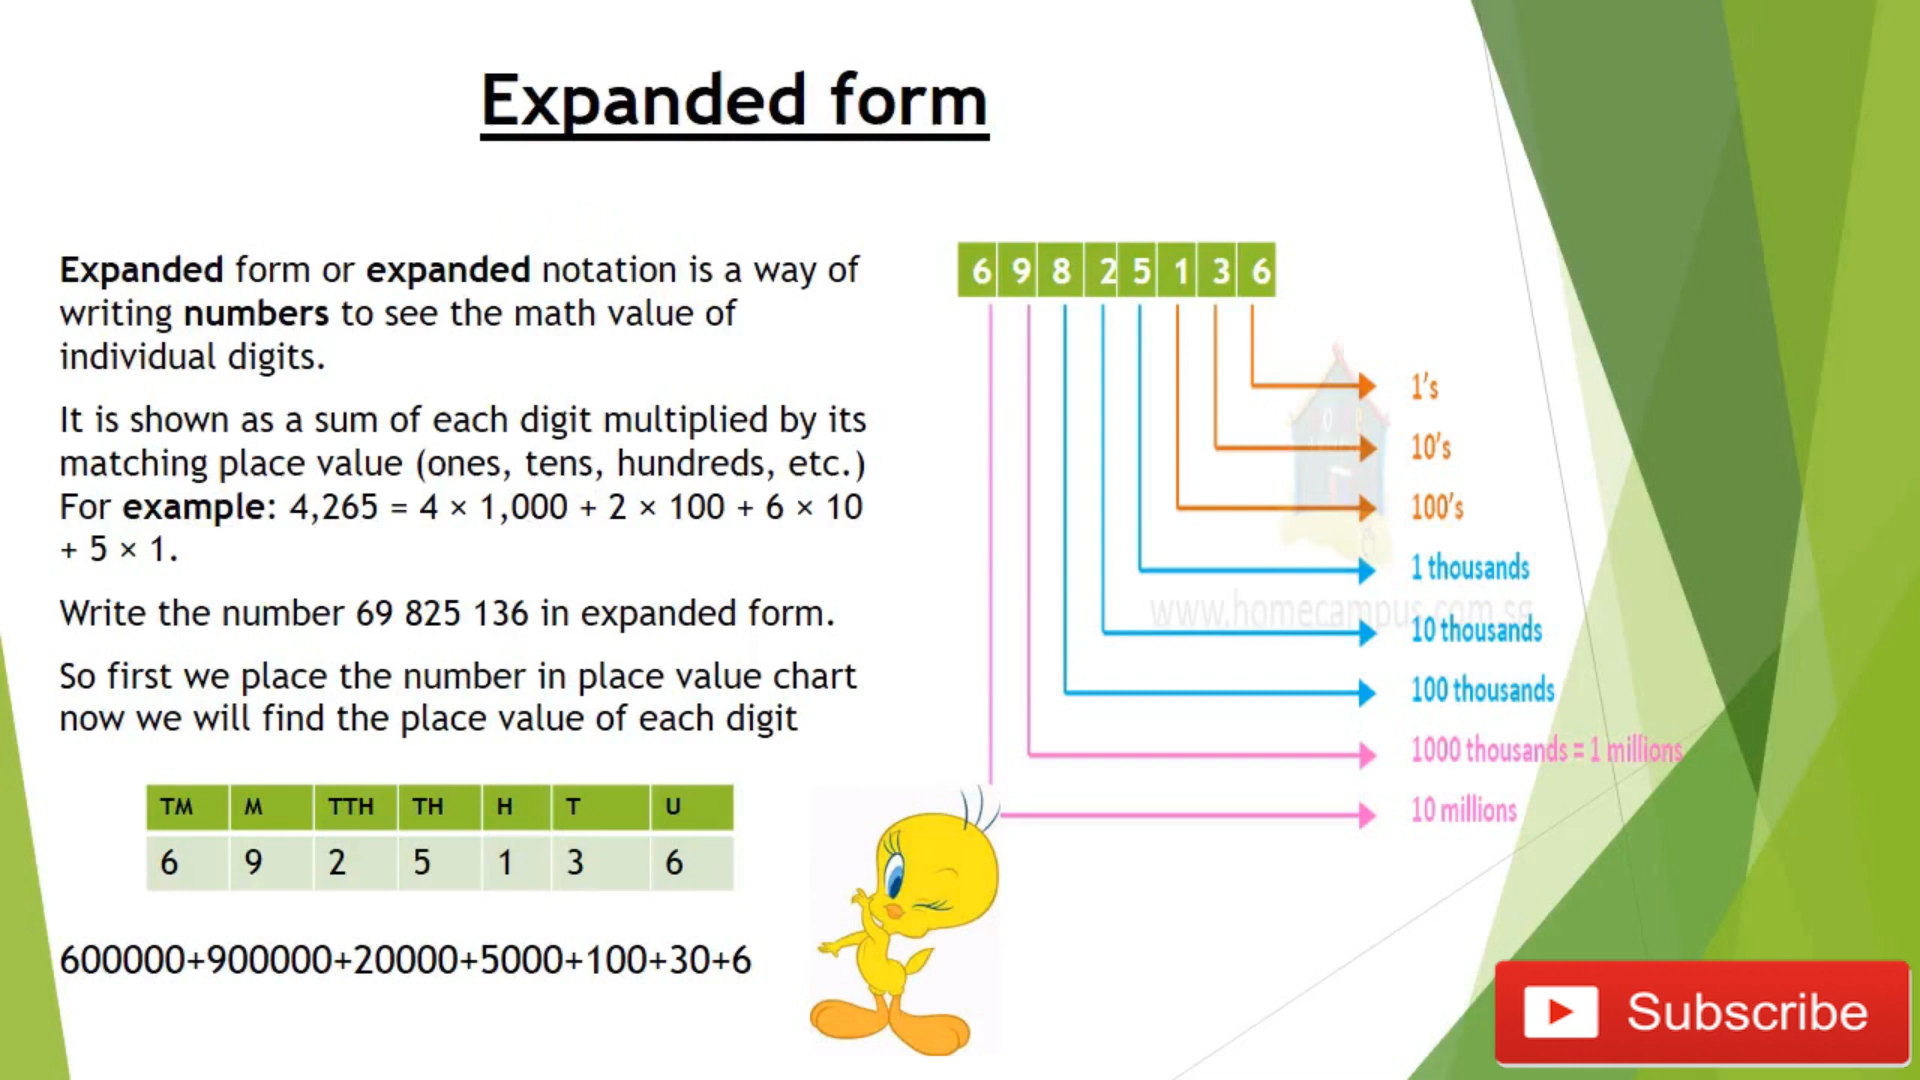 Expanded form
Expanded form or expanded notation is a way of
writing numbers to see the math value of
individual digits.
It is shown as a sum of each digit multiplied by its
matching place value (ones, tens, hundreds, etc.)
For example: 4,265 = 4 × 1,000 + 2 × 100 + 6 × 10
+ 5 × 1.
Write the number 69 825 136 in expanded form.
So first we place the number in place value chart
now we will find the place value of each digit
TM M TTH TH H T U
6 9 2 5 1 3 6
600000+900000+20000+5000+100+30+6
6 9 8 2 5 1 3 6
1's
10's
100's
1 thousands
www.homecampus.com.sg
10 thousands
100 thousands
1000 thousands = 1 millions
10 millions
Subscribe